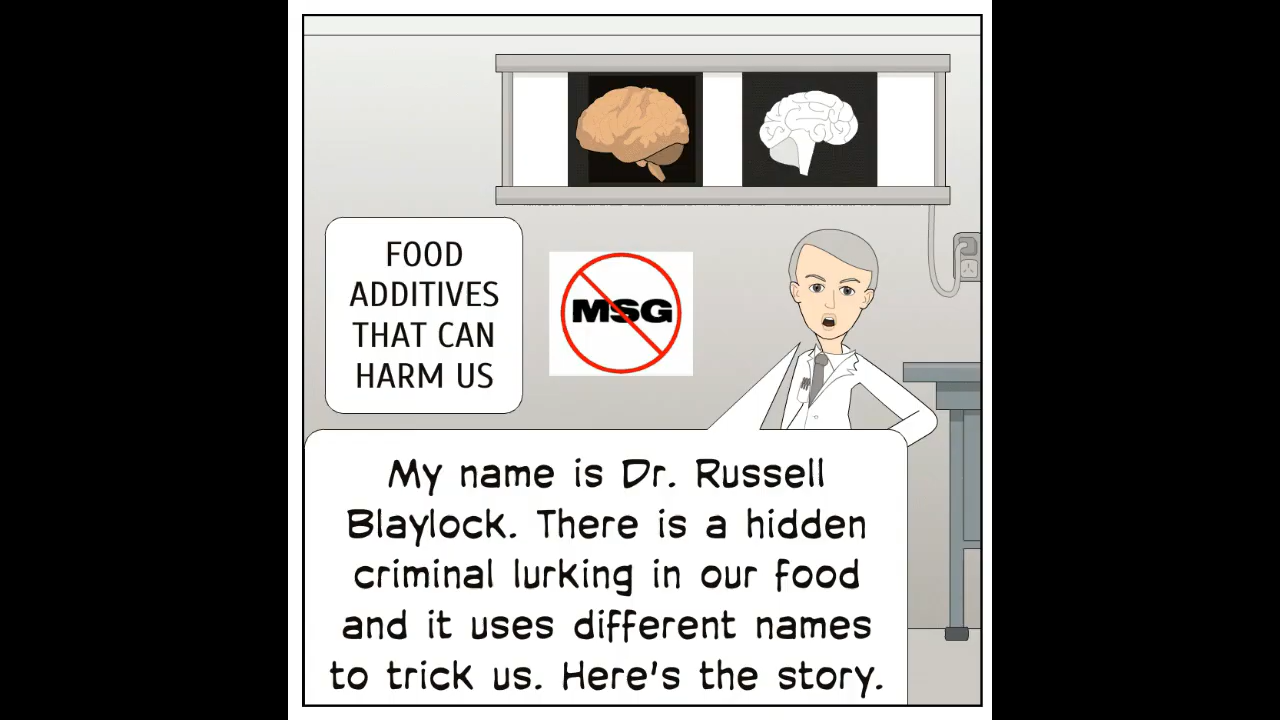 FOOD
ADDITIVES
THAT CAN
HARM US
MSG
My name is Dr. Russell
Blaylock. There is a hidden
criminal lurking in our food
and it uses different names
to trick us. Here's the story.